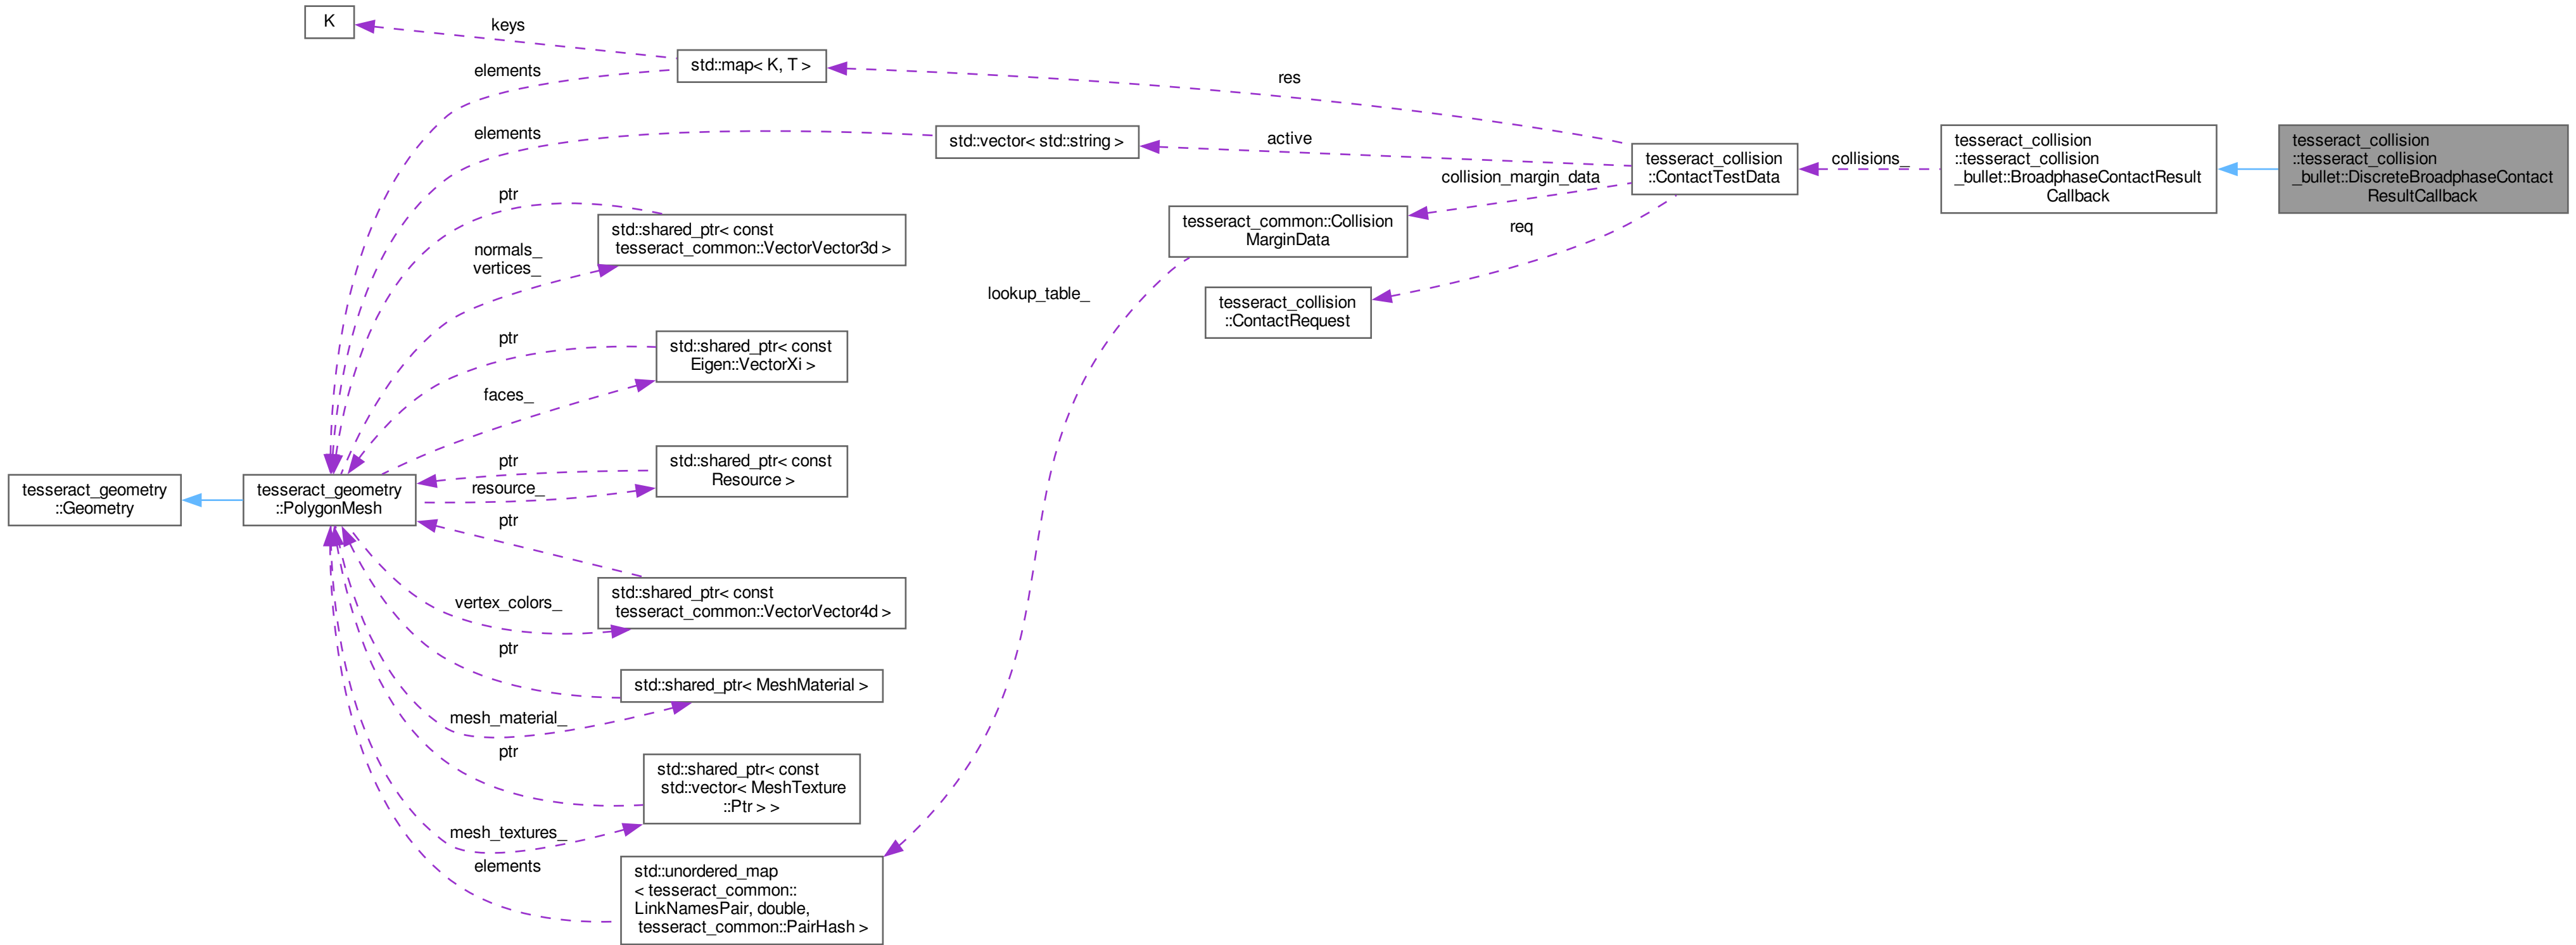 K
keys
std::map< K, T >
elements
res
elements
std::vector< std::string >
active
tesseract_collision
::ContactTestData
collisions_
tesseract_collision
::tesseract_collision
_bullet::BroadphaseContactResult
Callback
tesseract_collision
::tesseract_collision
_bullet::DiscreteBroadphaseContact
ResultCallback
collision_margin_data
tesseract_common::Collision
MarginData
req
tesseract_collision
::ContactRequest
lookup_table_
ptr
std::shared_ptr< const
tesseract_common::VectorVector3d >
normals_
vertices_
ptr
std::shared_ptr< const
Eigen::VectorXi >
faces_
ptr
std::shared_ptr< const
Resource >
resource_
tesseract_geometry
::Geometry
tesseract_geometry
::PolygonMesh
ptr
std::shared_ptr< const
tesseract_common::VectorVector4d >
vertex_colors_
ptr
std::shared_ptr< MeshMaterial >
mesh_material_
ptr
std::shared_ptr< const
std::vector< MeshTexture
::Ptr > >
mesh_textures_
elements
std::unordered_map
< tesseract_common::
LinkNamesPair, double,
tesseract_common::PairHash >